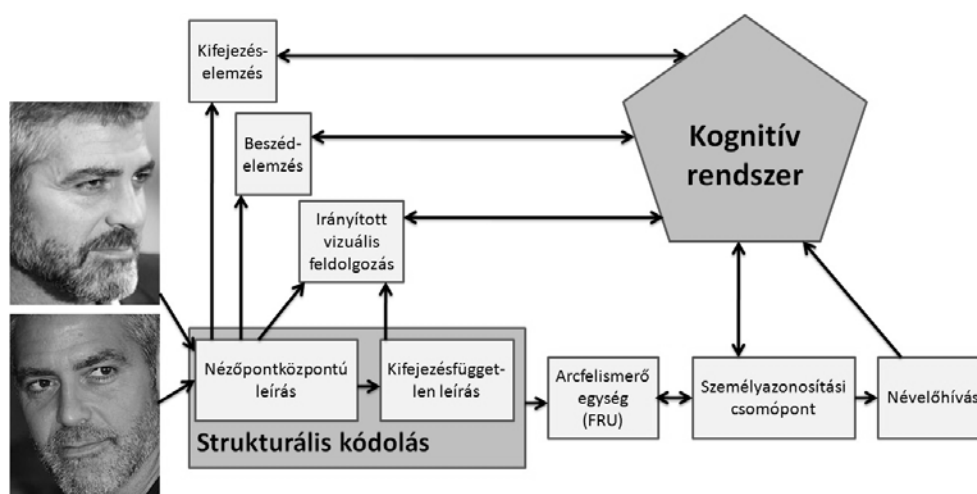 Kifejezés-
elemzés
Beszéd-
elemzés
Irányított
vizuális
feldolgozás
Kognitív
rendszer
Nézőpontközpontú
leírás
Kifejezésfügget-
len leírás
Strukturális kódolás
Arcfelismerő
egység
(FRU)
Személyazonosítási
csomópont
Névelőhívás